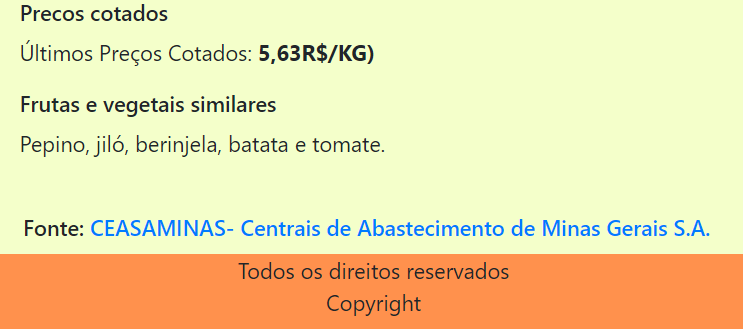 Precos cotados
Últimos Preços Cotados: 5,63R$/KG)
Frutas e vegetais similares
Pepino, jiló, berinjela, batata e tomate.
Fonte: CEASAMINAS- Centrais de Abastecimento de Minas Gerais S.A.
Todos os direitos reservados
Copyright